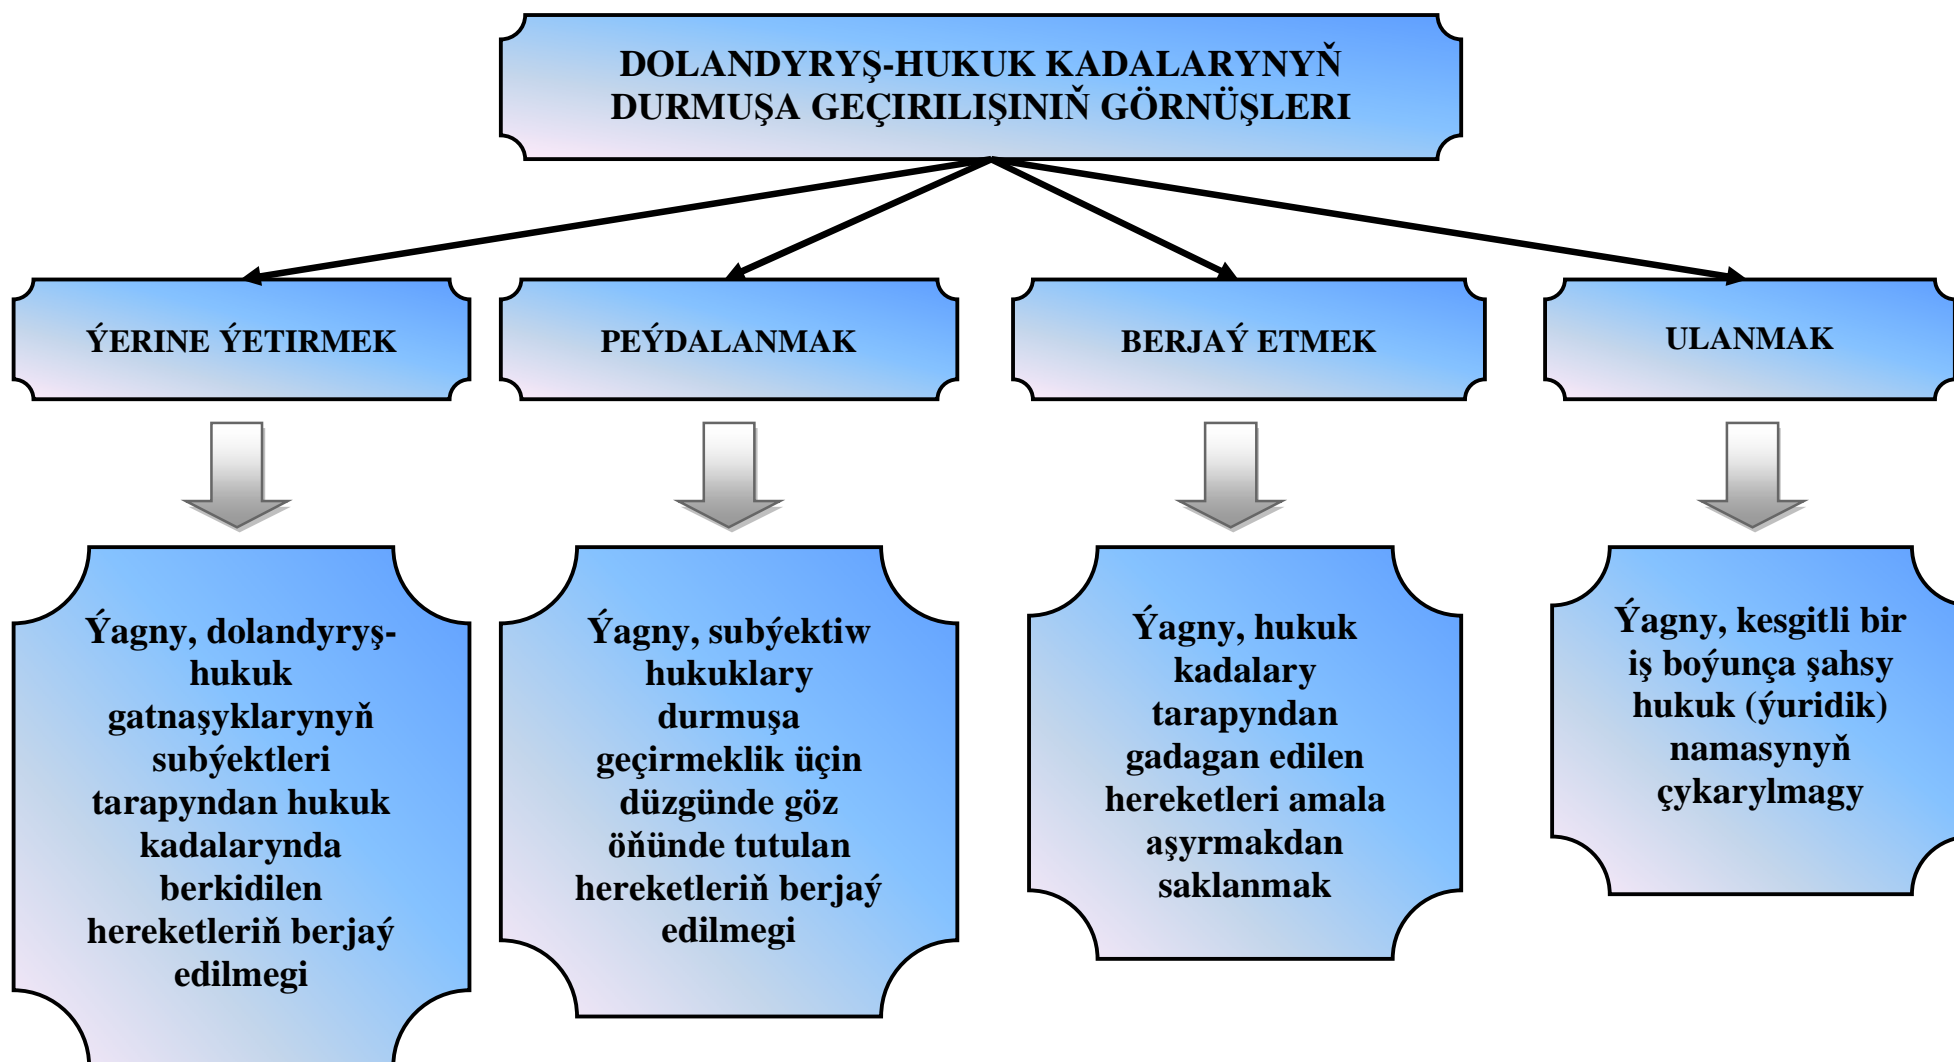 DOLANDYRYŞ-HUKUK KADALARYNYŇ
DURMUŞA GEÇIRILIŞINIŇ GÖRNÜŞLERI
ÝERINE ÝETIRMEK
PEÝDALANMAK
BERJAÝ ETMEK
ULANMAK
Ýagny, dolandyryş-
hukuk
gatnaşyklarynyň
subýektleri
tarapyndan hukuk
kadalarynda
berkidilen
hereketleriň berjaý
edilmegi
Ýagny, subýektiw
hukuklary
durmuşa
geçirmeklik üçin
düzgünde göz
öňünde tutulan
hereketleriň berjaý
edilmegi
Ýagny, hukuk
kadalary
tarapyndan
gadagan edilen
hereketleri amala
aşyrmakdan
saklanmak
Ýagny, kesgitli bir
iş boýunça şahsy
hukuk (ýuridik)
namasynyň
çykarylmagy